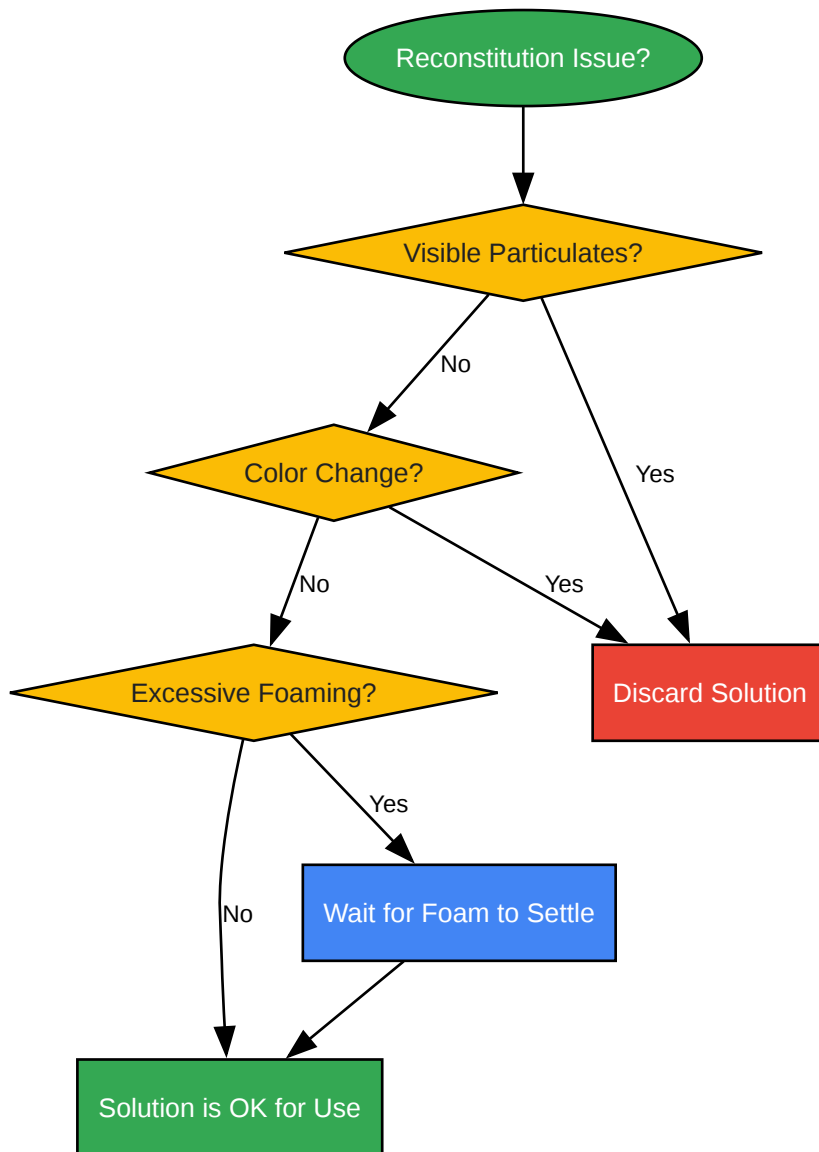 Reconstitution Issue?
Visible Particulates?
No
Color Change?
Yes
No
Yes
Excessive Foaming?
Discard Solution
Yes
Wait for Foam to Settle
No
Solution is OK for Use